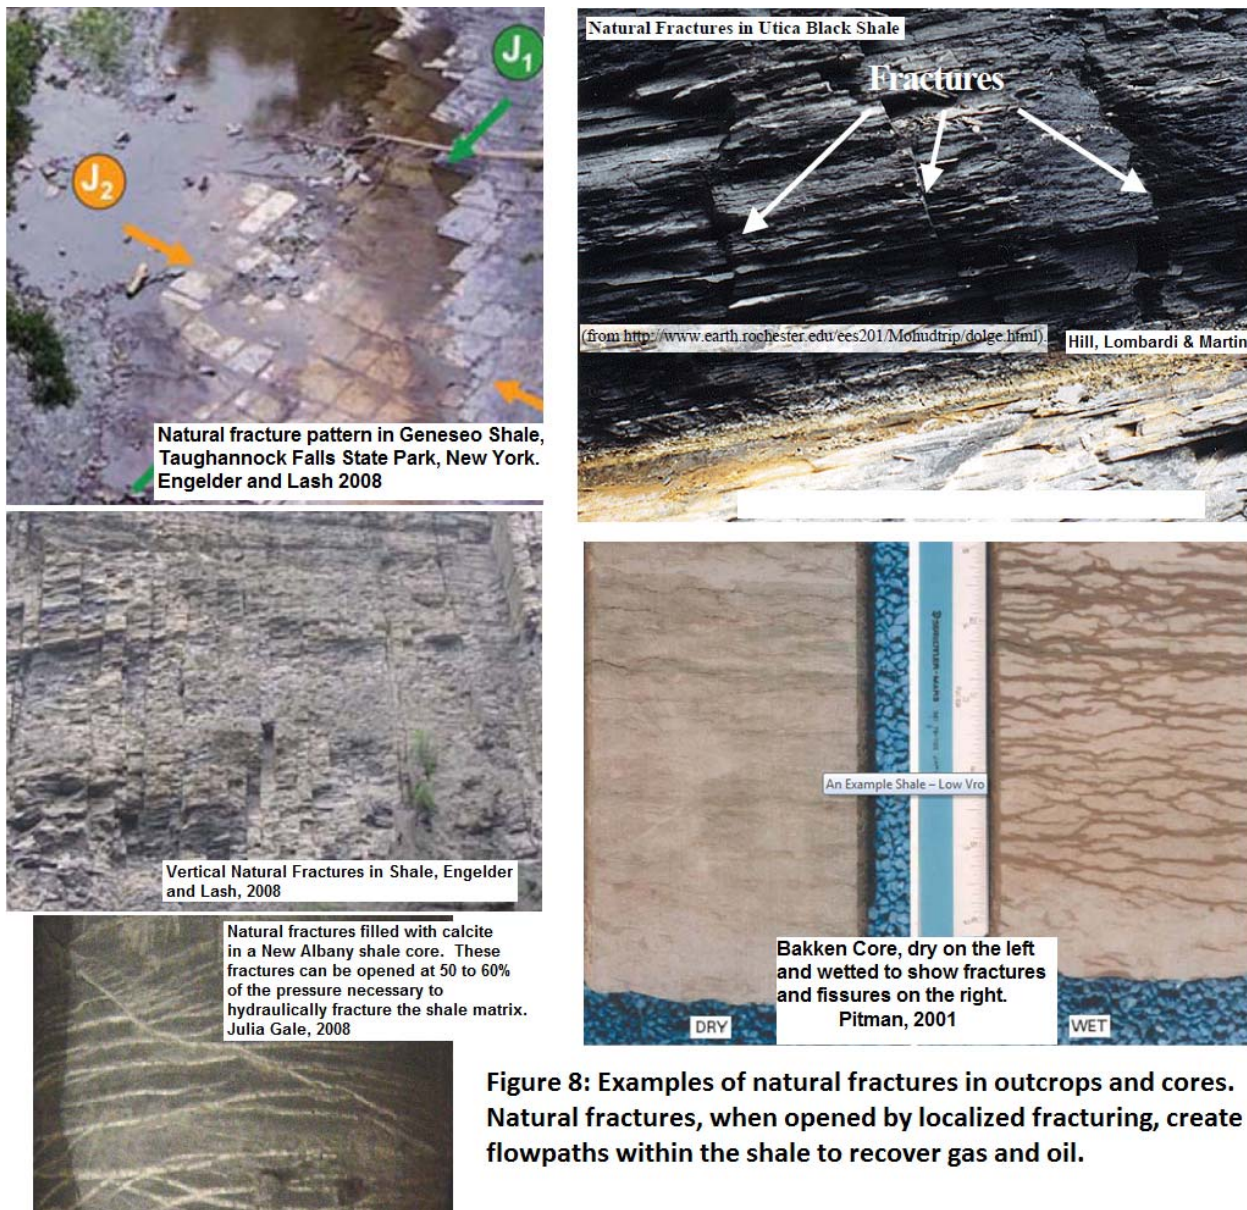 J1
J2
Natural fracture pattern in Geneseo Shale,
Taughannock Falls State Park, New York.
Engelder and Lash 2008
Natural Fractures in Utica Black Shale
Fractures
(from http://www.earth.rochester.edu/ees201/Mohudtrip/dolge.html).
Hill, Lombardi & Martin
Vertical Natural Fractures in Shale, Engelder
and Lash, 2008
An Example Shale – Low Vro
Bakken Core, dry on the left
and wetted to show fractures
and fissures on the right.
Pitman, 2001
DRY
WET
Natural fractures filled with calcite
in a New Albany shale core. These
fractures can be opened at 50 to 60%
of the pressure necessary to
hydraulically fracture the shale matrix.
Julia Gale, 2008
Figure 8: Examples of natural fractures in outcrops and cores.
Natural fractures, when opened by localized fracturing, create
flowpaths within the shale to recover gas and oil.